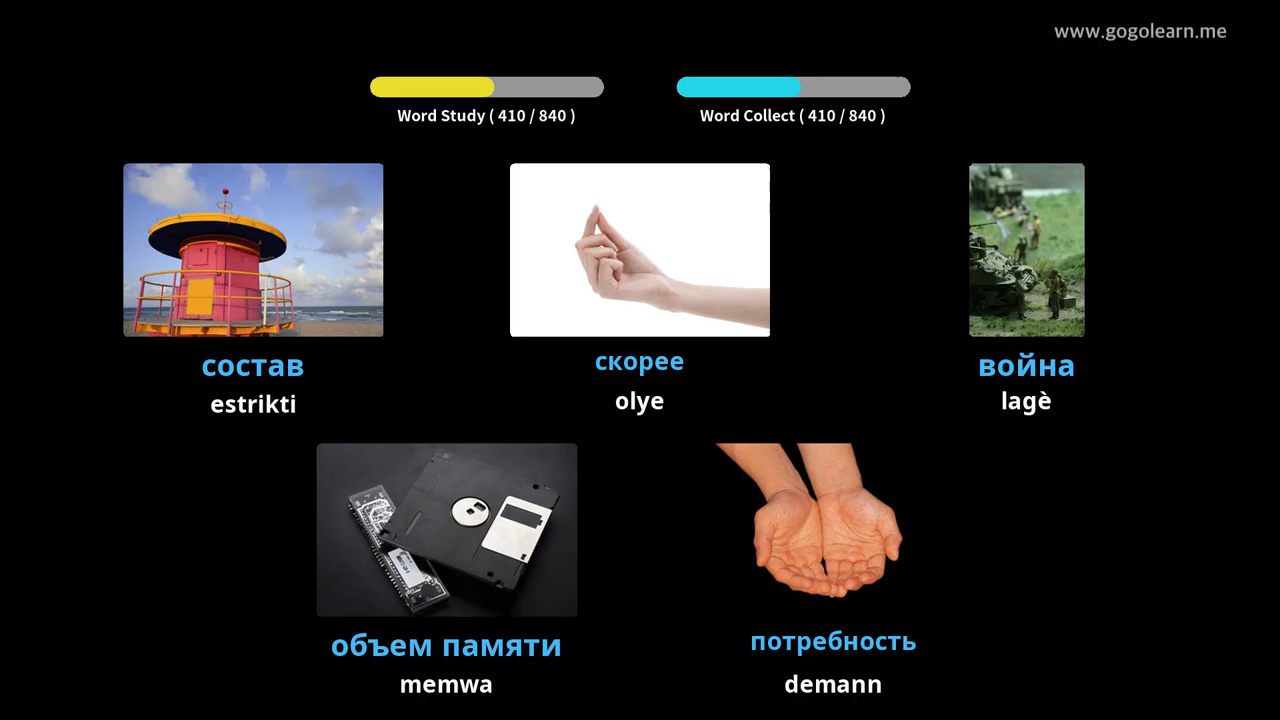 www.gogolearn.me
Word Study ( 410 / 840 )
Word Collect ( 410 / 840 )
состав
estrikti
скорее
olye
война
lagè
объем памяти
memwa
потребность
demann